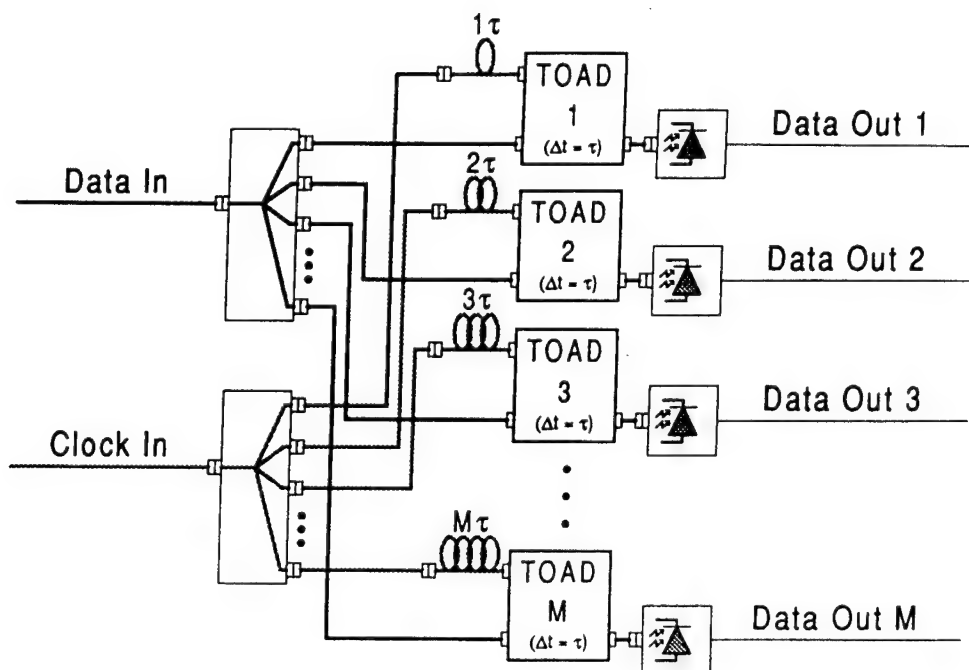 1τ
TOAD
1
(Δt = τ)
Data Out 1
Data In
2τ
TOAD
2
(Δt = τ)
Data Out 2
3τ
TOAD
3
(Δt = τ)
Data Out 3
Clock In
Mτ
TOAD
M
(Δt = τ)
Data Out M